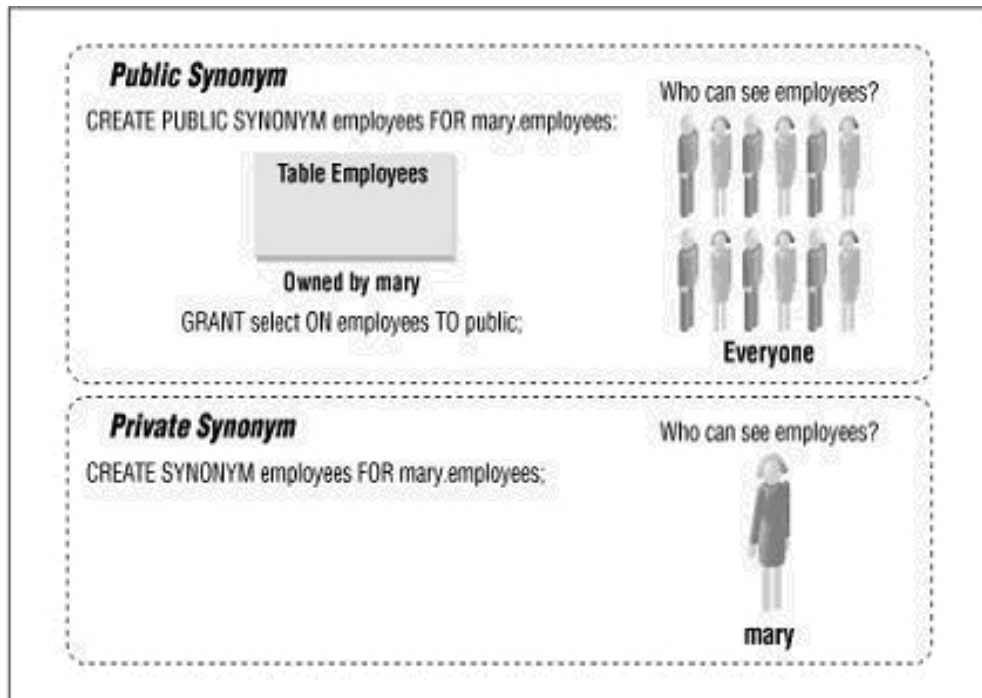 Public Synonym
CREATE PUBLIC SYNONYM employees FOR mary.employees:
Who can see employees?
Table Employees
Owned by mary
GRANT select ON employees TO public;
Everyone
Private Synonym
CREATE SYNONYM employees FOR mary.employees;
Who can see employees?
mary